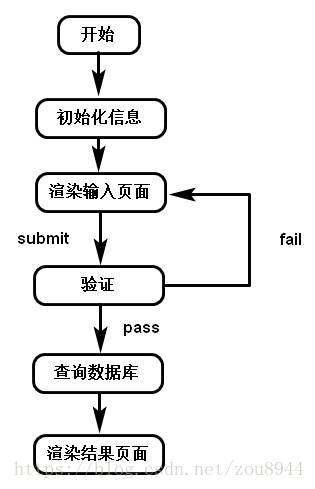 开始
初始化信息
渲染输入页面
submit
fail
验证
pass
查询数据库
渲染结果页面
https://blog.csdn.net/zou8944